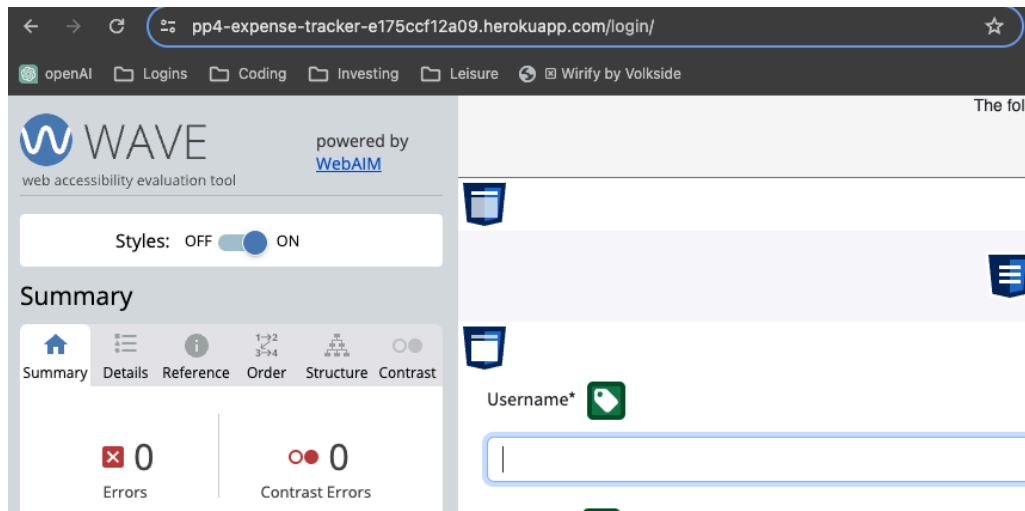 pp4-expense-tracker-e175ccf12a09.herokuapp.com/login/
openAI Logins Coding Investing Leisure Wirify by Volkside
WAVE
web accessibility evaluation tool
powered by
WebAIM
The fol
Styles: OFF ON
Summary
Summary Details Reference Order Structure Contrast
0 0
Errors Contrast Errors
Username*